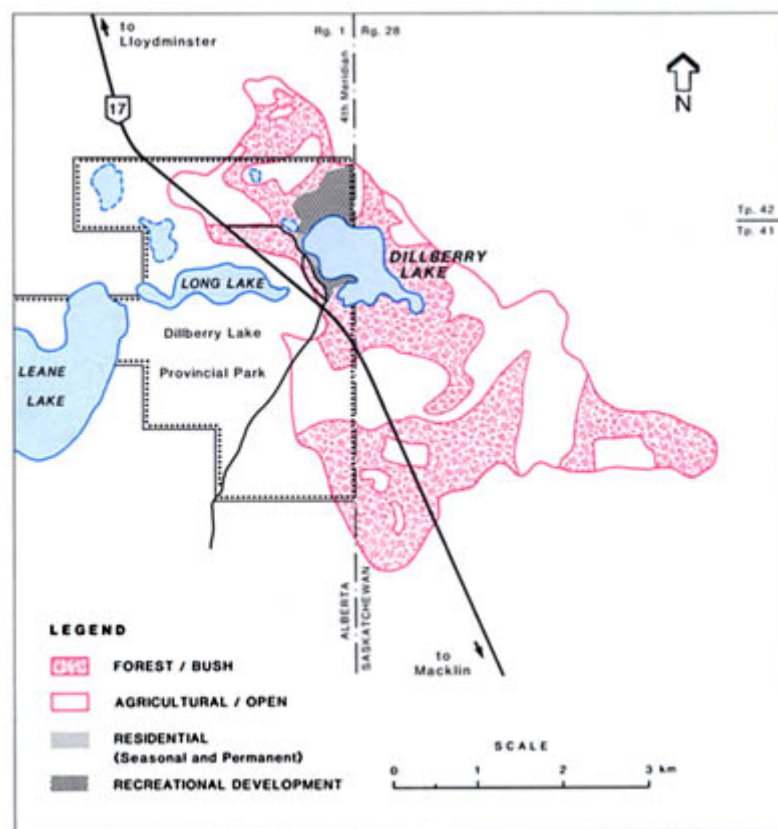 to
Lloydminster
Rg. 1
Rg. 28
4th Meridian
17
N
Tp. 42
Tp. 41
DILLBERRY
LAKE
LONG LAKE
Dillberry Lake
Provincial Park
LEANE
LAKE
ALBERTA
SASKATCHEWAN
to
Macklin
LEGEND
FOREST / BUSH
AGRICULTURAL / OPEN
RESIDENTIAL
(Seasonal and Permanent)
RECREATIONAL DEVELOPMENT
SCALE
0 1 2 3 km